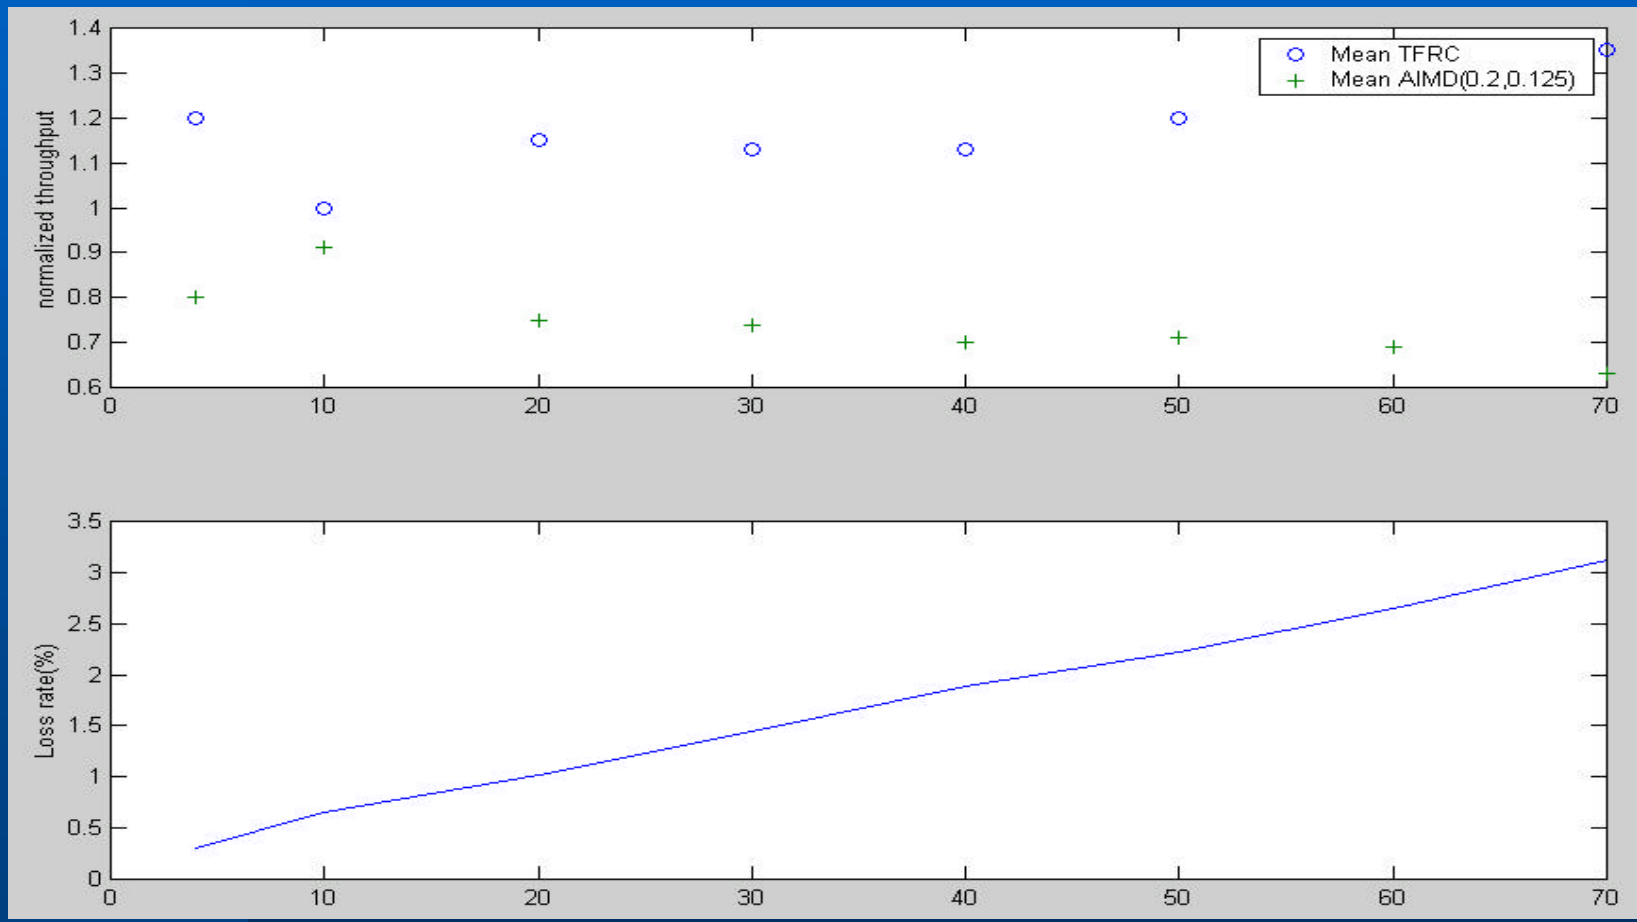 1.4
1.3
1.2
1.1
1
0.9
0.8
0.7
0.6
normalized throughput
Mean TFRC
Mean AIMD(0.2,0.125)
0 10 20 30 40 50 60 70
3.5
3
2.5
2
1.5
1
0.5
0
Loss rate(%)
0 10 20 30 40 50 60 70